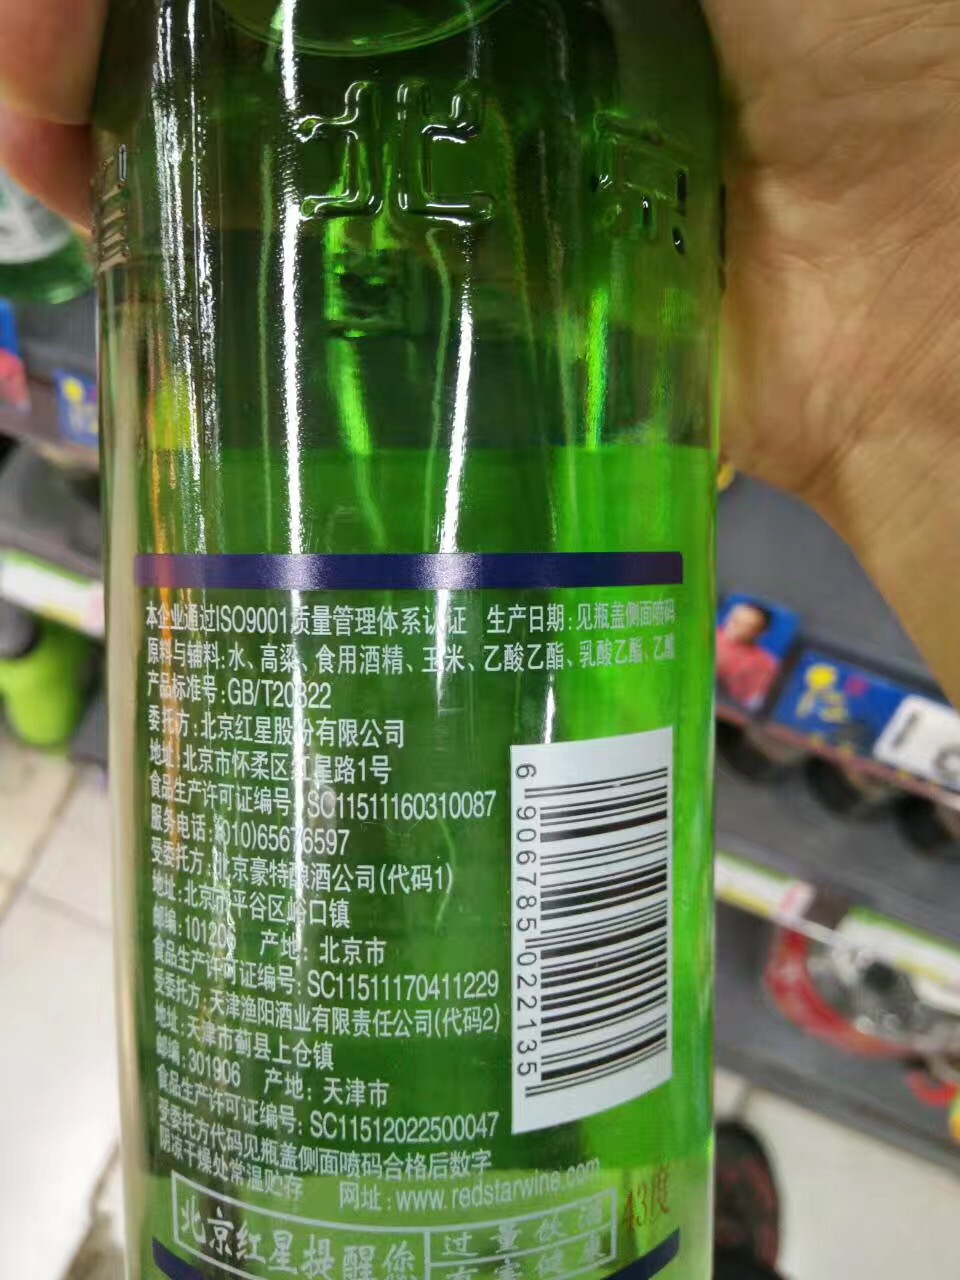 北京
本企业通过ISO9001质量管理体系认证 生产日期:见瓶盖侧面喷码
原料与辅料:水、高粱、食用酒精、玉米、乙酸乙酯、乳酸乙酯、乙酸
产品标准号:GB/T20822
委托方:北京红星股份有限公司
地址:北京市怀柔区红星路1号
食品生产许可证编号:SC11511160310087
服务电话:(010)65676597
受委托方:北京豪特酿酒公司(代码1)
地址:北京市平谷区峪口镇
邮编:101206 产地:北京市
食品生产许可证编号:SC11511170411229
受委托方:天津渔阳酒业有限责任公司(代码2)
地址:天津市蓟县上仓镇
邮编:301906 产地:天津市
食品生产许可证编号:SC11512022500047
受委托方代码见瓶盖侧面喷码合格后数字
阴凉干燥处常温贮存 网址:www.redstarwine.com
6 906785 022135
43度
北京红星提醒您
过量饮酒
有害健康